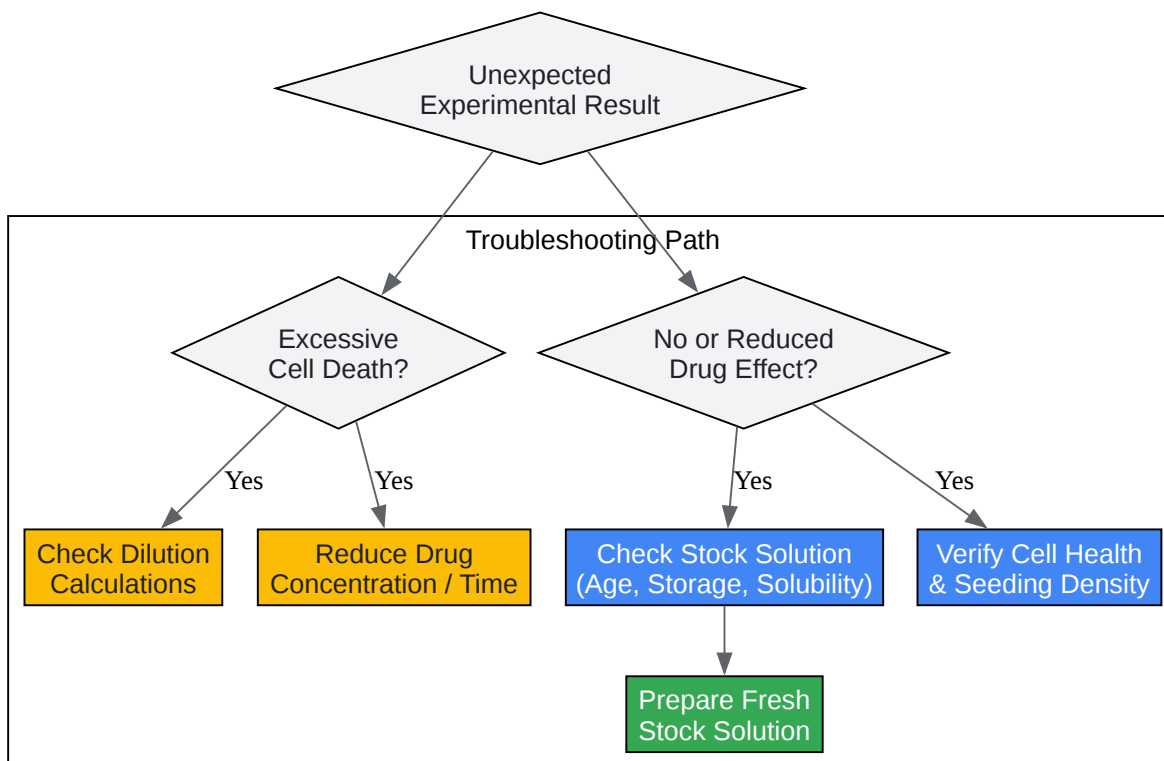 Unexpected
Experimental Result
Troubleshooting Path
Excessive
Cell Death?
No or Reduced
Drug Effect?
Yes
Yes
Yes
Yes
Check Dilution
Calculations
Reduce Drug
Concentration / Time
Check Stock Solution
(Age, Storage, Solubility)
Verify Cell Health
& Seeding Density
Prepare Fresh
Stock Solution